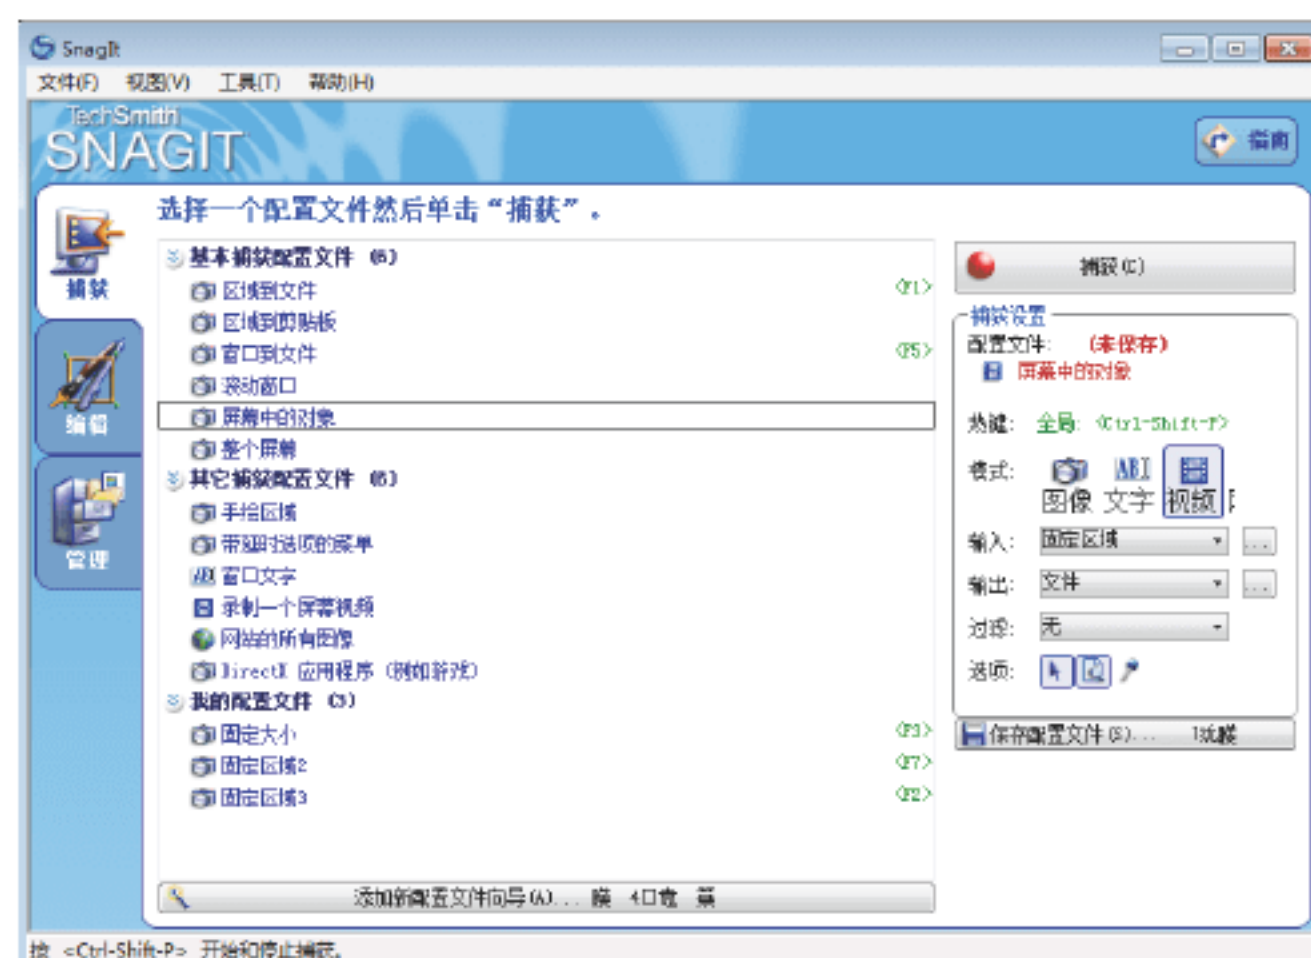 SnagIt
文件(F) 视图(V) 工具(T) 帮助(H)
TechSmith
SNAGIT
指南
选择一个配置文件然后单击“捕获”。
捕获
编辑
管理
基本捕获配置文件 (6)
区域到文件 <F1>
区域到剪贴板
窗口到文件 <F5>
滚动窗口
屏幕中的对象
整个屏幕
其它捕获配置文件 (6)
手绘区域
带延时选项的菜单
窗口文字
录制一个屏幕视频
网站的所有图像
DirectX 应用程序 (例如游戏)
我的配置文件 (3)
固定大小 <F3>
固定区域2 <F7>
固定区域3 <F2>
添加新配置文件向导(A)...
捕获(C)
捕获设置
配置文件: (未保存)
屏幕中的对象
热键: 全局: <Ctrl-Shift-P>
模式:
图像 文字 视频
输入: 固定区域 ...
输出: 文件 ...
过滤: 无
选项:
保存配置文件(S)...
按 <Ctrl-Shift-P> 开始和停止捕获。